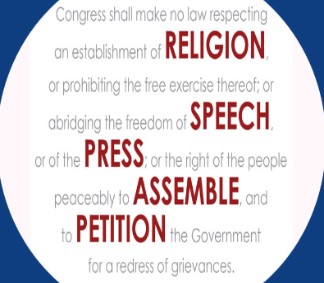 Congress shall make no law respecting
an establishment of RELIGION,
or prohibiting the free exercise thereof; or
abridging the freedom of SPEECH,
or of the PRESS; or the right of the people
peaceably to ASSEMBLE, and
to PETITION the Government
for a redress of grievances.